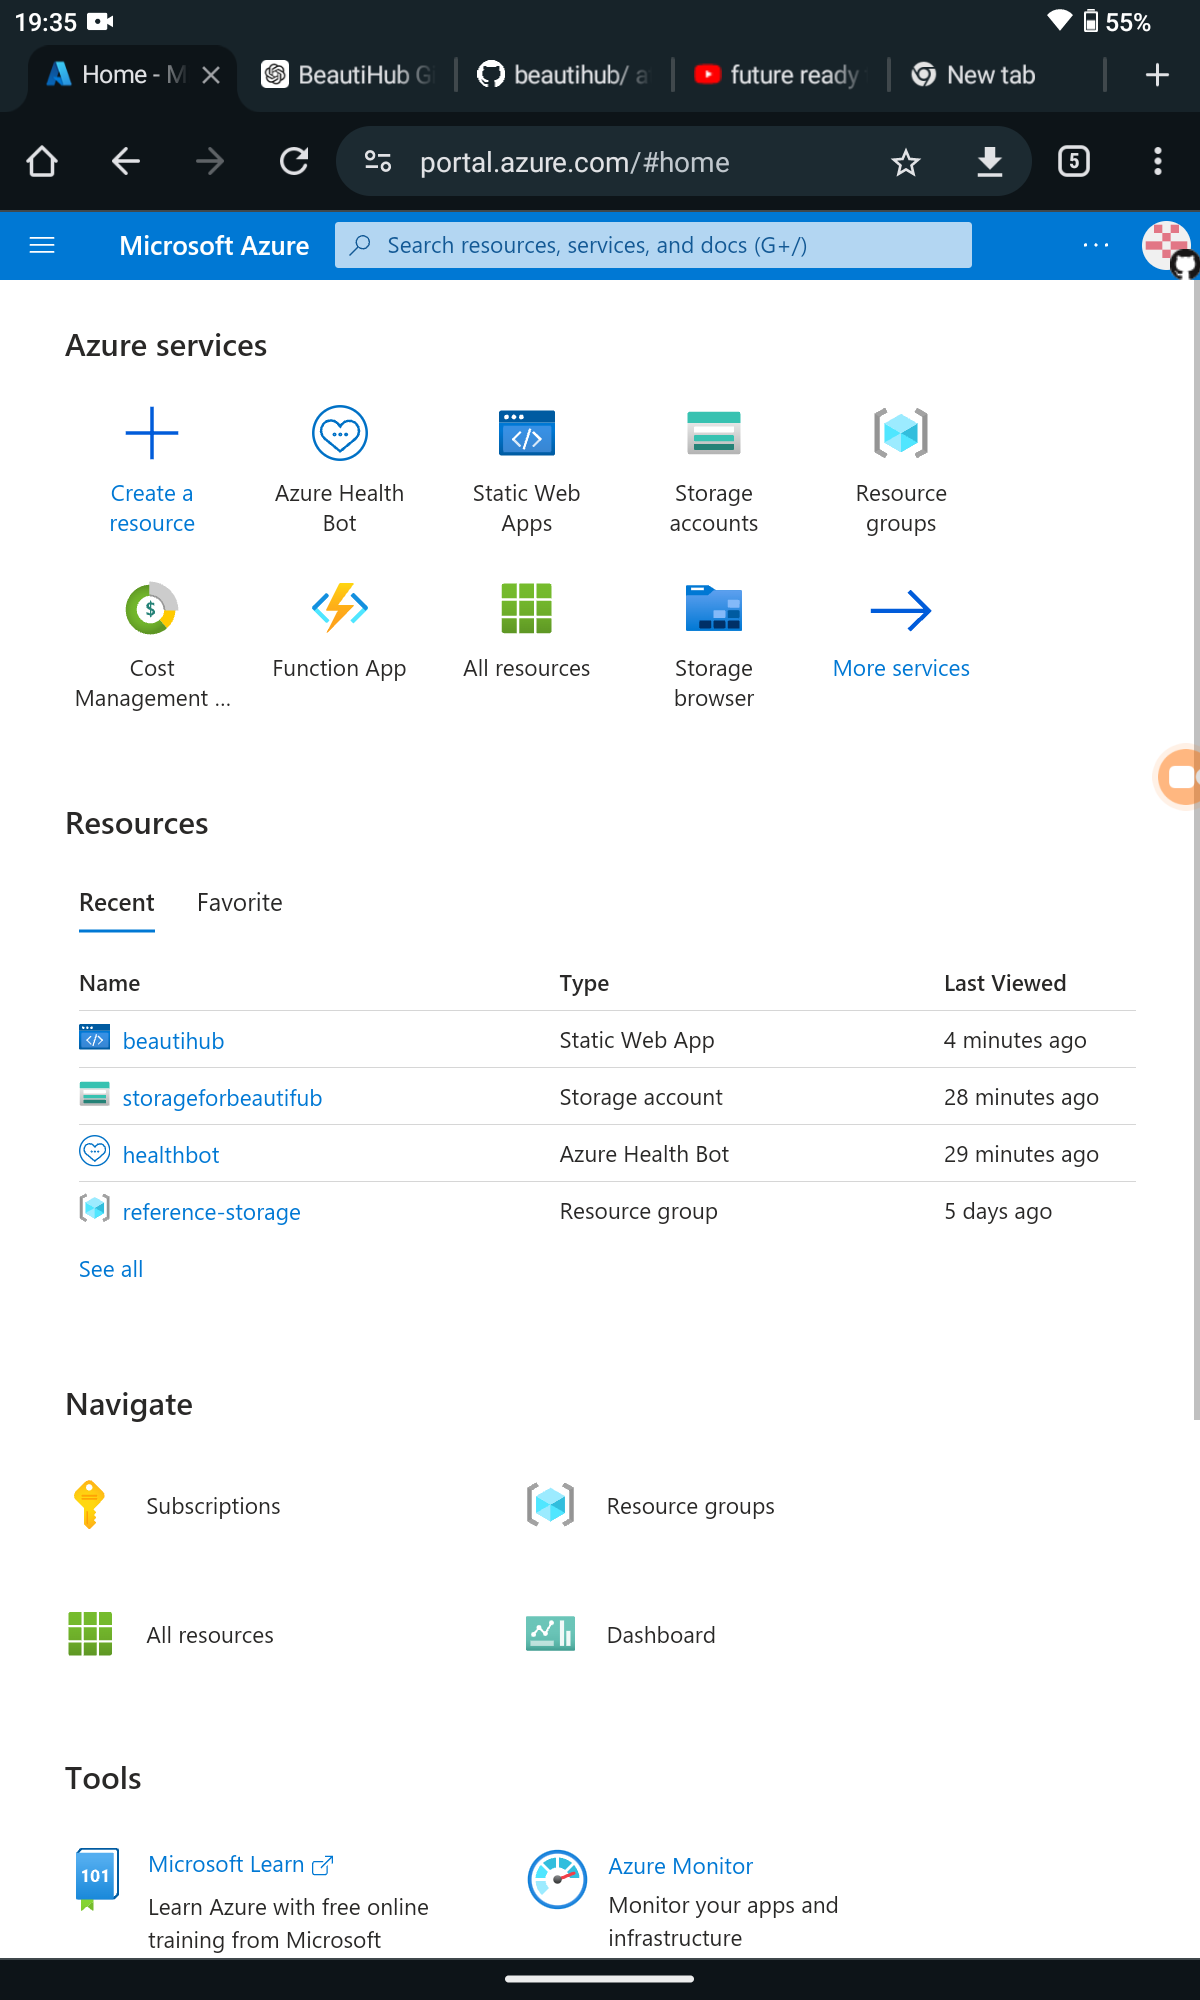 19:35 55%
Home - M BeautiHub G beautihub/ a future ready New tab
portal.azure.com/#home 5
Microsoft Azure Search resources, services, and docs (G+/) ...
Azure services
Create a resource
Azure Health Bot
Static Web Apps
Storage accounts
Resource groups
Cost Management ...
Function App
All resources
Storage browser
More services
Resources
Recent Favorite
Name Type Last Viewed
beautihub Static Web App 4 minutes ago
storageforbeautifub Storage account 28 minutes ago
healthbot Azure Health Bot 29 minutes ago
reference-storage Resource group 5 days ago
See all
Navigate
Subscriptions Resource groups
All resources Dashboard
Tools
101
Microsoft Learn
Learn Azure with free online
training from Microsoft
Azure Monitor
Monitor your apps and
infrastructure